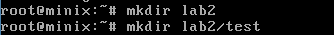 root@minix:~# mkdir lab2
root@minix:~# mkdir lab2/test